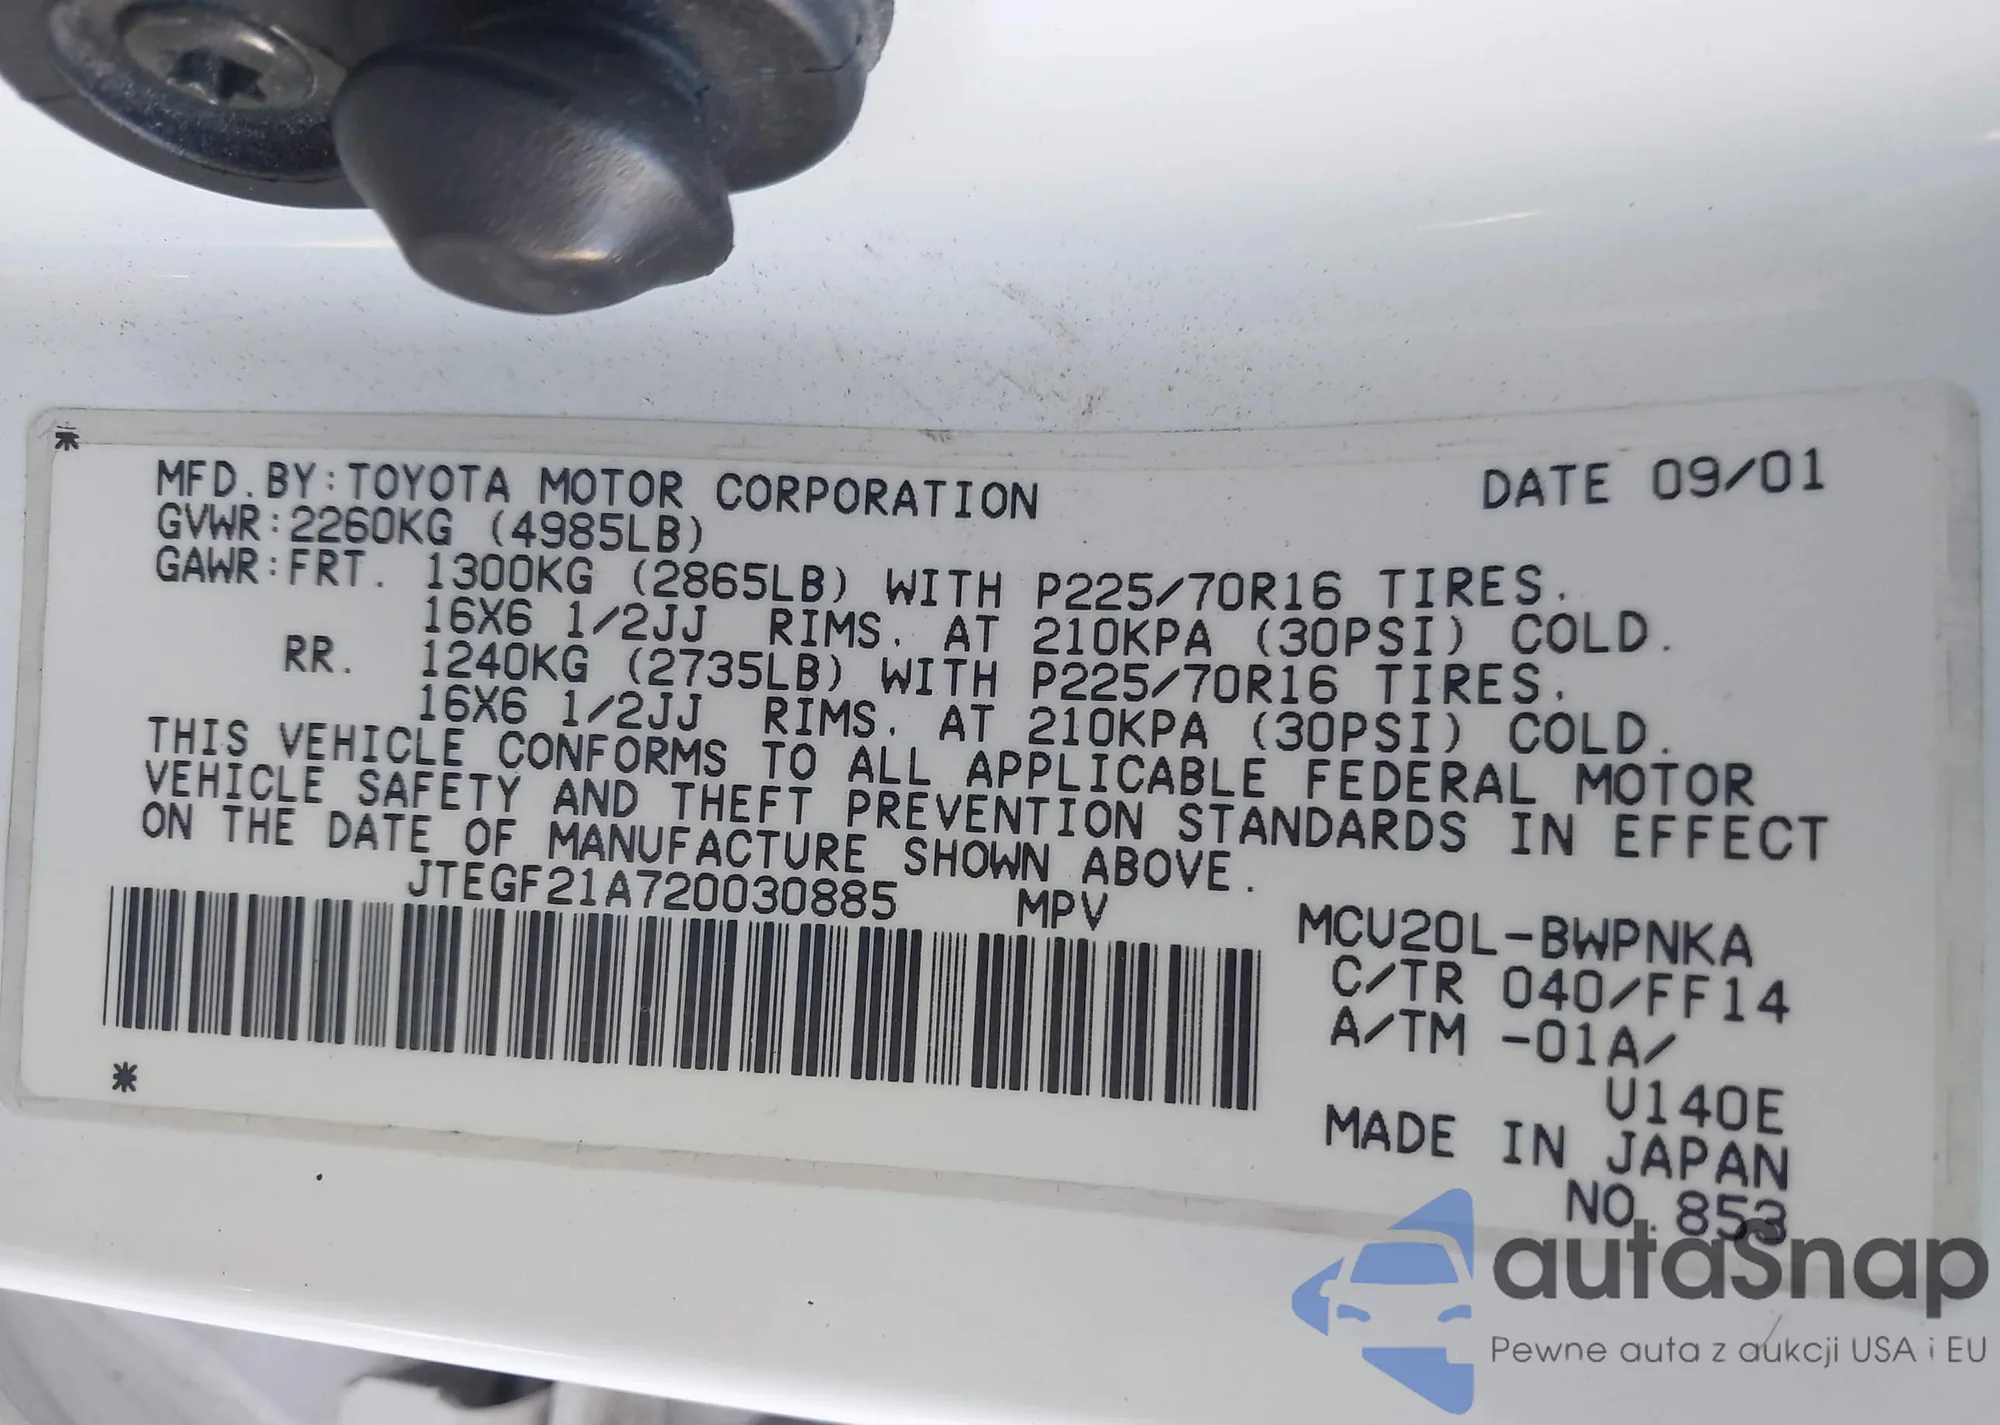 MFD.BY:TOYOTA MOTOR CORPORATION DATE 09/01
GVWR:2260KG (4985LB)
GAWR:FRT. 1300KG (2865LB) WITH P225/70R16 TIRES.
16X6 1/2JJ RIMS. AT 210KPA (30PSI) COLD.
RR. 1240KG (2735LB) WITH P225/70R16 TIRES.
16X6 1/2JJ RIMS. AT 210KPA (30PSI) COLD.
THIS VEHICLE CONFORMS TO ALL APPLICABLE FEDERAL MOTOR
VEHICLE SAFETY AND THEFT PREVENTION STANDARDS IN EFFECT
ON THE DATE OF MANUFACTURE SHOWN ABOVE.
JTEGF21A720030885 MPV
MCU20L-BWPNKA
C/TR 040/FF14
A/TM -01A/
U140E
MADE IN JAPAN
NO. 853
autaSnap
Pewne auta z aukcji USA i EU